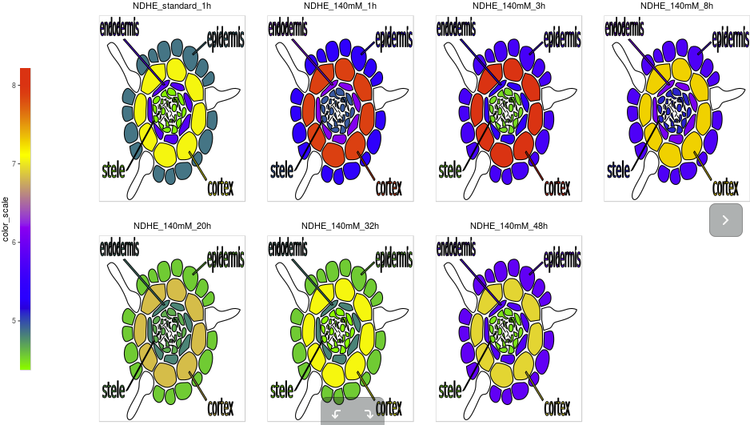 NDHE_standard_1h
NDHE_140mM_1h
NDHE_140mM_3h
NDHE_140mM_8h
endodermis
epidermis
stele
cortex
endodermis
epidermis
stele
cortex
endodermis
epidermis
stele
cortex
endodermis
epidermis
stele
cortex
8
7
6
5
color_scale
NDHE_140mM_20h
NDHE_140mM_32h
NDHE_140mM_48h
endodermis
epidermis
stele
cortex
endodermis
epidermis
stele
cortex
endodermis
epidermis
stele
cortex